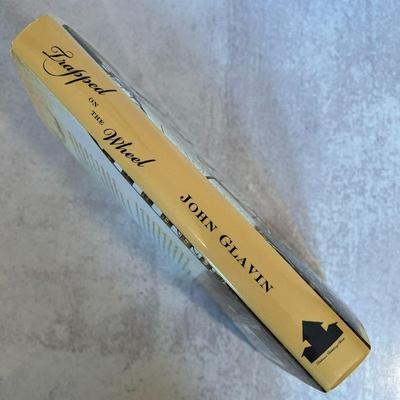 Trapped
ON
THE
Wheel
JOHN GLAVIN